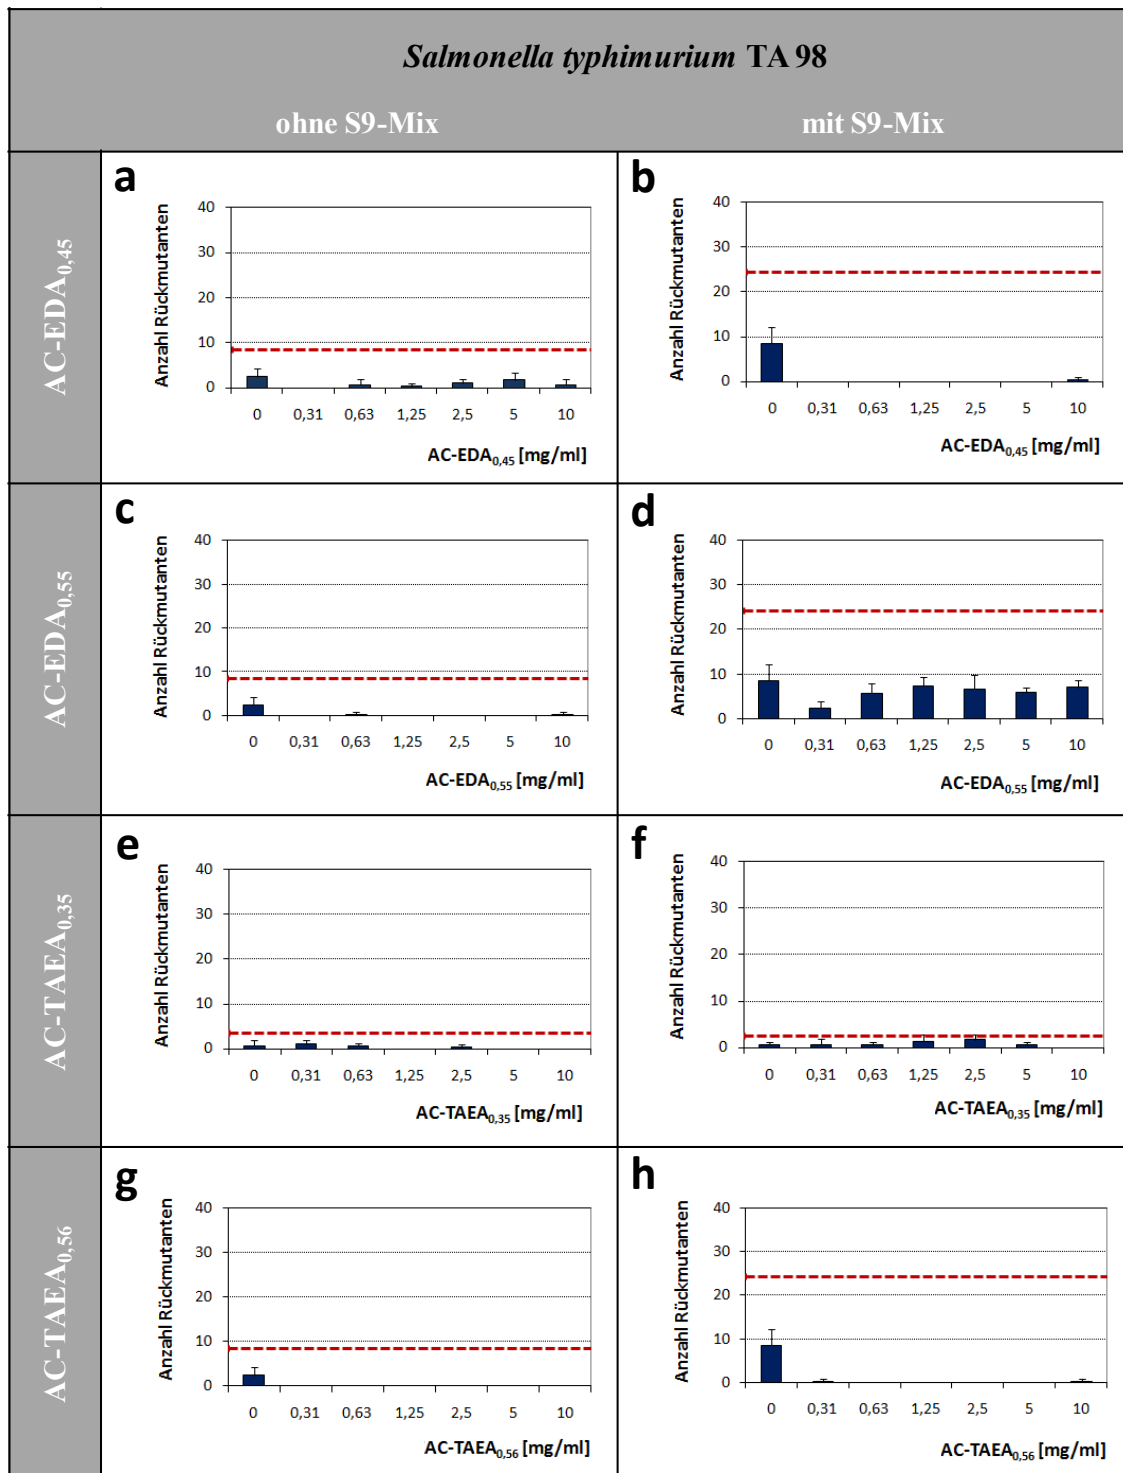 Salmonella typhimurium TA 98
ohne S9-Mix
mit S9-Mix
AC-EDA0,45
a
Anzahl Rückmutanten
40
30
20
10
0
0 0,31 0,63 1,25 2,5 5 10
AC-EDA0,45 [mg/ml]
b
Anzahl Rückmutanten
40
30
20
10
0
0 0,31 0,63 1,25 2,5 5 10
AC-EDA0,45 [mg/ml]
AC-EDA0,55
c
Anzahl Rückmutanten
40
30
20
10
0
0 0,31 0,63 1,25 2,5 5 10
AC-EDA0,55 [mg/ml]
d
Anzahl Rückmutanten
40
30
20
10
0
0 0,31 0,63 1,25 2,5 5 10
AC-EDA0,55 [mg/ml]
AC-TAEA0,35
e
Anzahl Rückmutanten
40
30
20
10
0
0 0,31 0,63 1,25 2,5 5 10
AC-TAEA0,35 [mg/ml]
f
Anzahl Rückmutanten
40
30
20
10
0
0 0,31 0,63 1,25 2,5 5 10
AC-TAEA0,35 [mg/ml]
AC-TAEA0,56
g
Anzahl Rückmutanten
40
30
20
10
0
0 0,31 0,63 1,25 2,5 5 10
AC-TAEA0,56 [mg/ml]
h
Anzahl Rückmutanten
40
30
20
10
0
0 0,31 0,63 1,25 2,5 5 10
AC-TAEA0,56 [mg/ml]